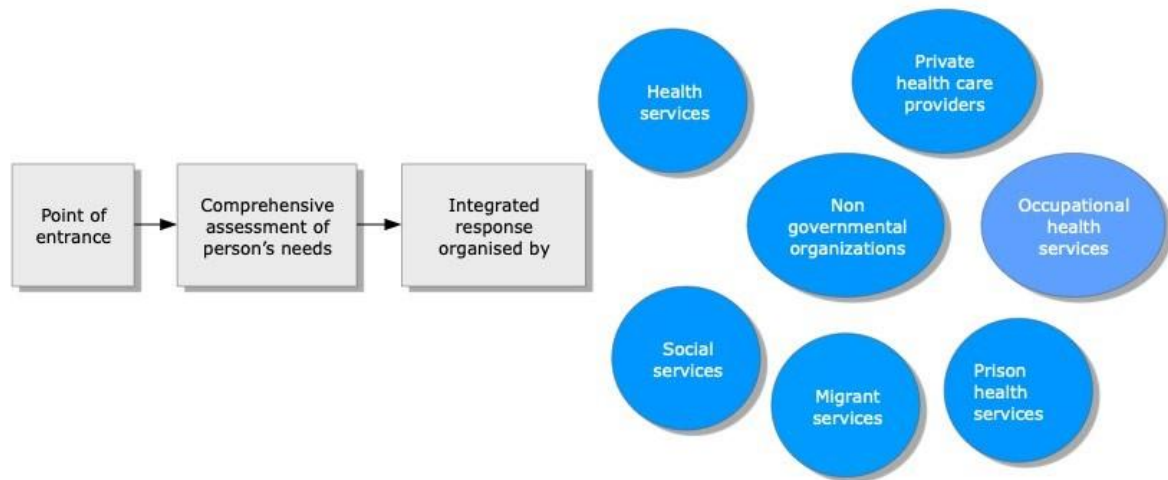 Point of
entrance
Comprehensive
assessment of
person's needs
Integrated
response
organised by
Health
services
Private
health care
providers
Non
governmental
organizations
Occupational
health
services
Social
services
Migrant
services
Prison
health
services